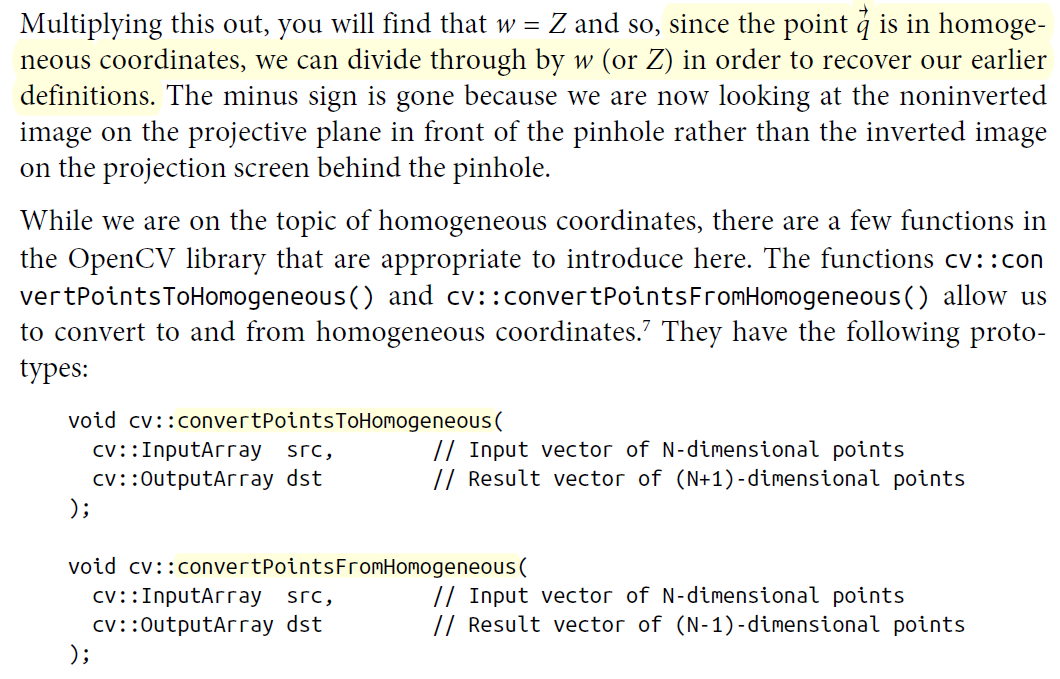 Multiplying this out, you will find that w = Z and so, since the point q⃗ is in homoge-
neous coordinates, we can divide through by w (or Z) in order to recover our earlier
definitions. The minus sign is gone because we are now looking at the noninverted
image on the projective plane in front of the pinhole rather than the inverted image
on the projection screen behind the pinhole.
While we are on the topic of homogeneous coordinates, there are a few functions in
the OpenCV library that are appropriate to introduce here. The functions cv::con
vertPointsToHomogeneous() and cv::convertPointsFromHomogeneous() allow us
to convert to and from homogeneous coordinates.⁷ They have the following proto-
types:
void cv::convertPointsToHomogeneous(
cv::InputArray src, // Input vector of N-dimensional points
cv::OutputArray dst // Result vector of (N+1)-dimensional points
);
void cv::convertPointsFromHomogeneous(
cv::InputArray src, // Input vector of N-dimensional points
cv::OutputArray dst // Result vector of (N-1)-dimensional points
);